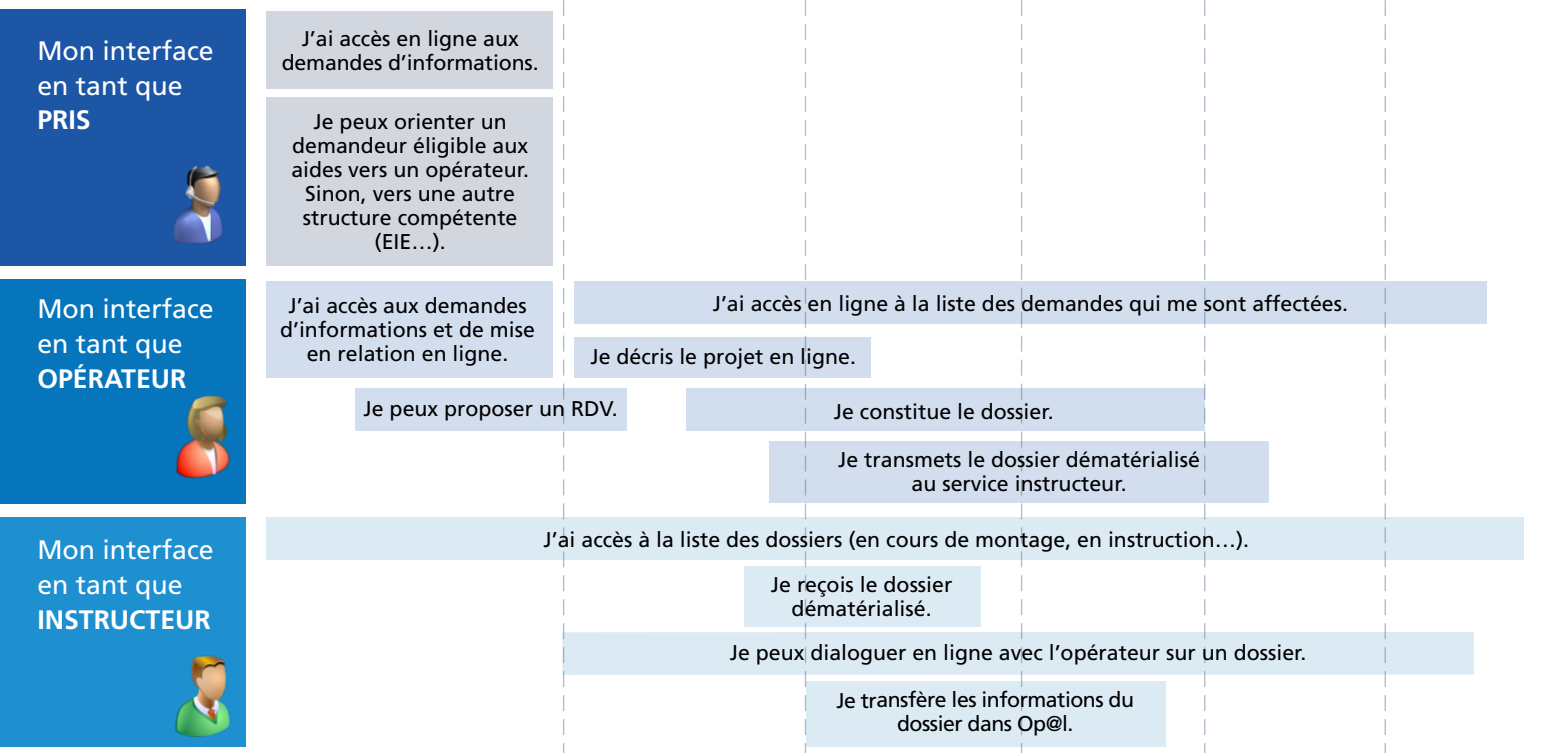 Mon interface
en tant que
PRIS
J'ai accès en ligne aux
demandes d'informations.
Je peux orienter un
demandeur éligible aux
aides vers un opérateur.
Sinon, vers une autre
structure compétente
(EIE…).
Mon interface
en tant que
OPÉRATEUR
J'ai accès aux demandes
d'informations et de mise
en relation en ligne.
J'ai accès en ligne à la liste des demandes qui me sont affectées.
Je décris le projet en ligne.
Je peux proposer un RDV.
Je constitue le dossier.
Je transmets le dossier dématérialisé
au service instructeur.
Mon interface
en tant que
INSTRUCTEUR
J'ai accès à la liste des dossiers (en cours de montage, en instruction…).
Je reçois le dossier
dématérialisé.
Je peux dialoguer en ligne avec l'opérateur sur un dossier.
Je transfère les informations du
dossier dans Op@l.